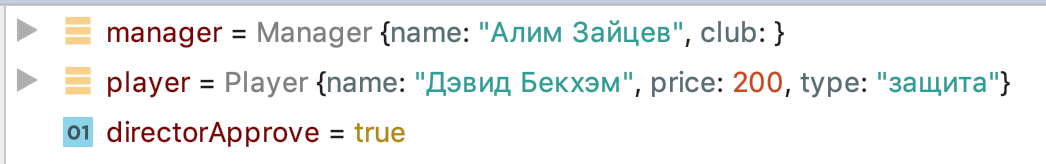 manager = Manager {name: "Алим Зайцев", club: }
player = Player {name: "Дэвид Бекхэм", price: 200, type: "защита"}
01 directorApprove = true